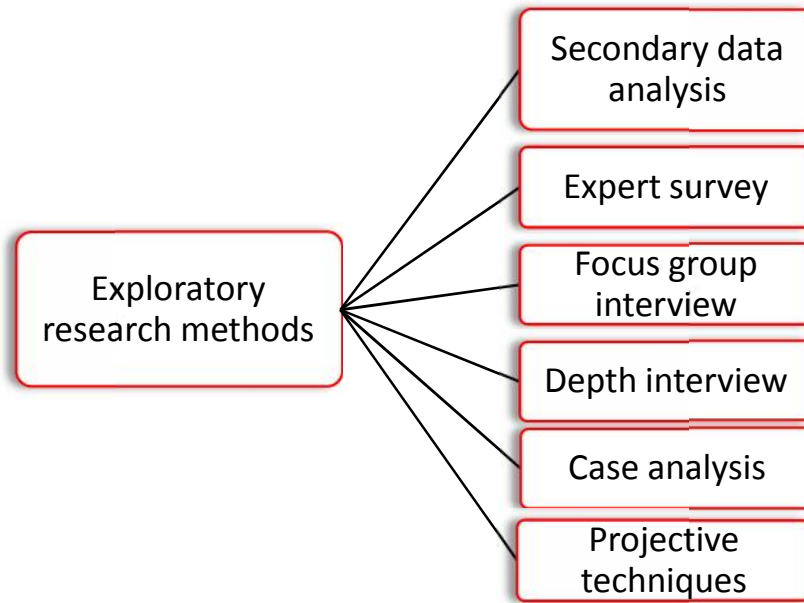 Exploratory
research methods
Secondary data
analysis
Expert survey
Focus group
interview
Depth interview
Case analysis
Projective
techniques